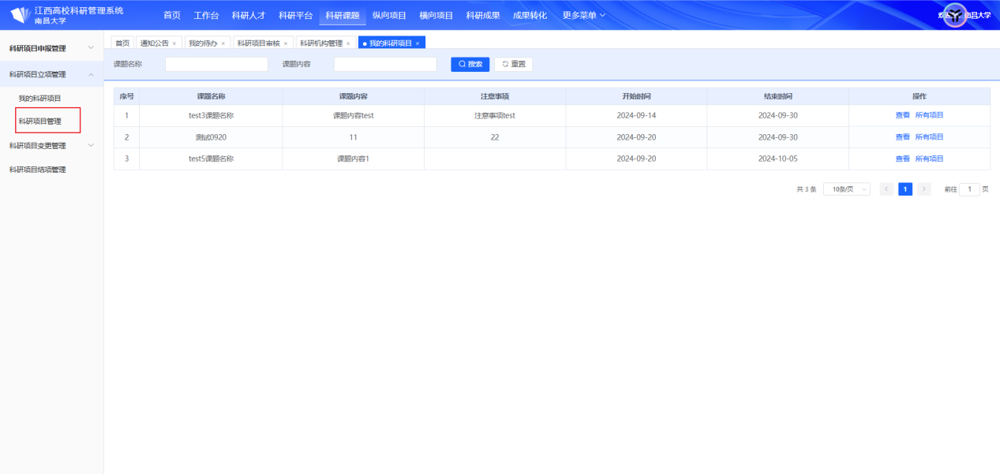 江西高校科研管理系统
南昌大学
首页 工作台 科研人才 科研平台 科研课题 纵向项目 横向项目 科研成果 成果转化 更多菜单
南昌大学
科研项目申报管理
科研项目立项管理
我的科研项目
科研项目管理
科研项目变更管理
科研项目结项管理
首页 通知公告 × 我的待办 × 科研项目审核 × 科研机构管理 × 我的科研项目 ×
课题名称 课题内容 搜索 重置
序号 课题名称 课题内容 注意事项 开始时间 结束时间 操作
1 test3课题名称 课题内容test 注意事项test 2024-09-14 2024-09-30 查看 所有项目
2 测试0920 11 22 2024-09-20 2024-09-30 查看 所有项目
3 test5课题名称 课题内容1 2024-09-20 2024-10-05 查看 所有项目
共 3 条 10条/页 < 1 > 前往 1 页